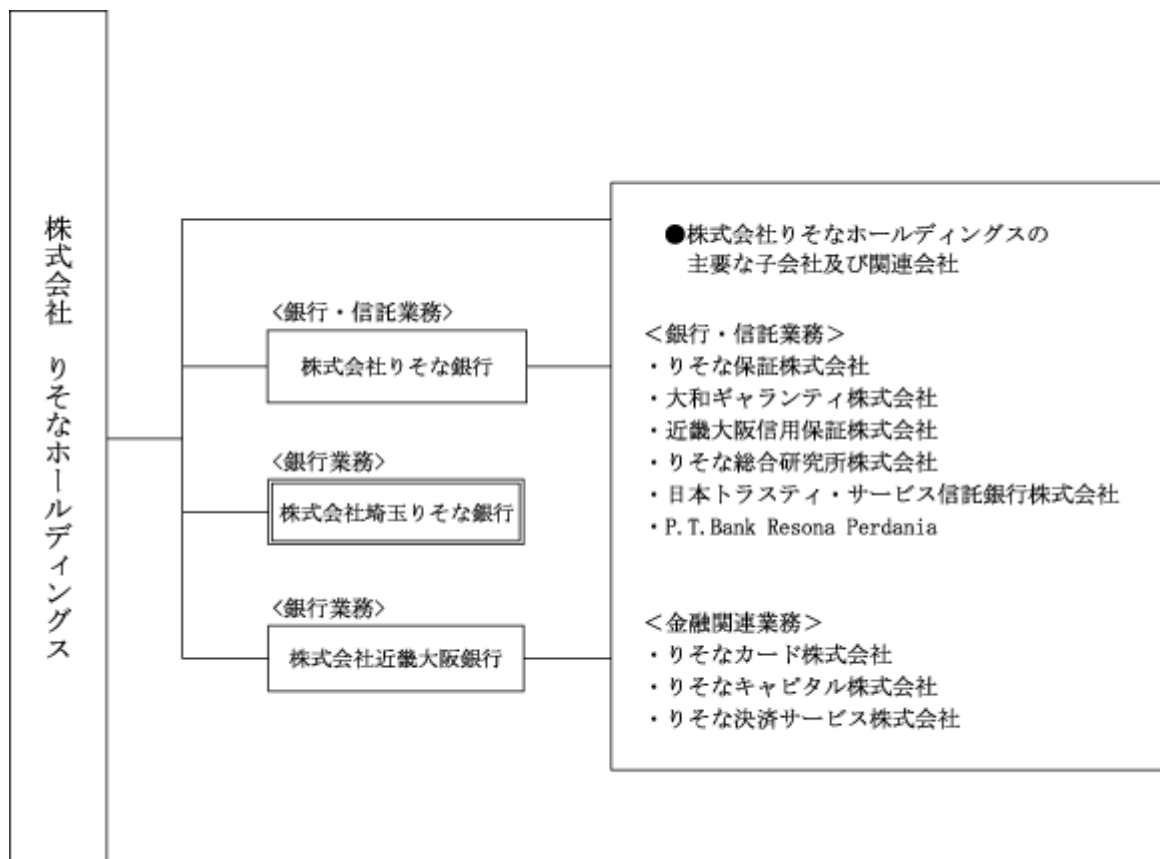 株式会社 りそなホールディングス
<銀行・信託業務>
株式会社りそな銀行
<銀行業務>
株式会社埼玉りそな銀行
<銀行業務>
株式会社近畿大阪銀行
●株式会社りそなホールディングスの
主要な子会社及び関連会社
＜銀行・信託業務＞
・りそな保証株式会社
・大和ギャランティ株式会社
・近畿大阪信用保証株式会社
・りそな総合研究所株式会社
・日本トラスティ・サービス信託銀行株式会社
・P.T.Bank Resona Perdania
＜金融関連業務＞
・りそなカード株式会社
・りそなキャピタル株式会社
・りそな決済サービス株式会社